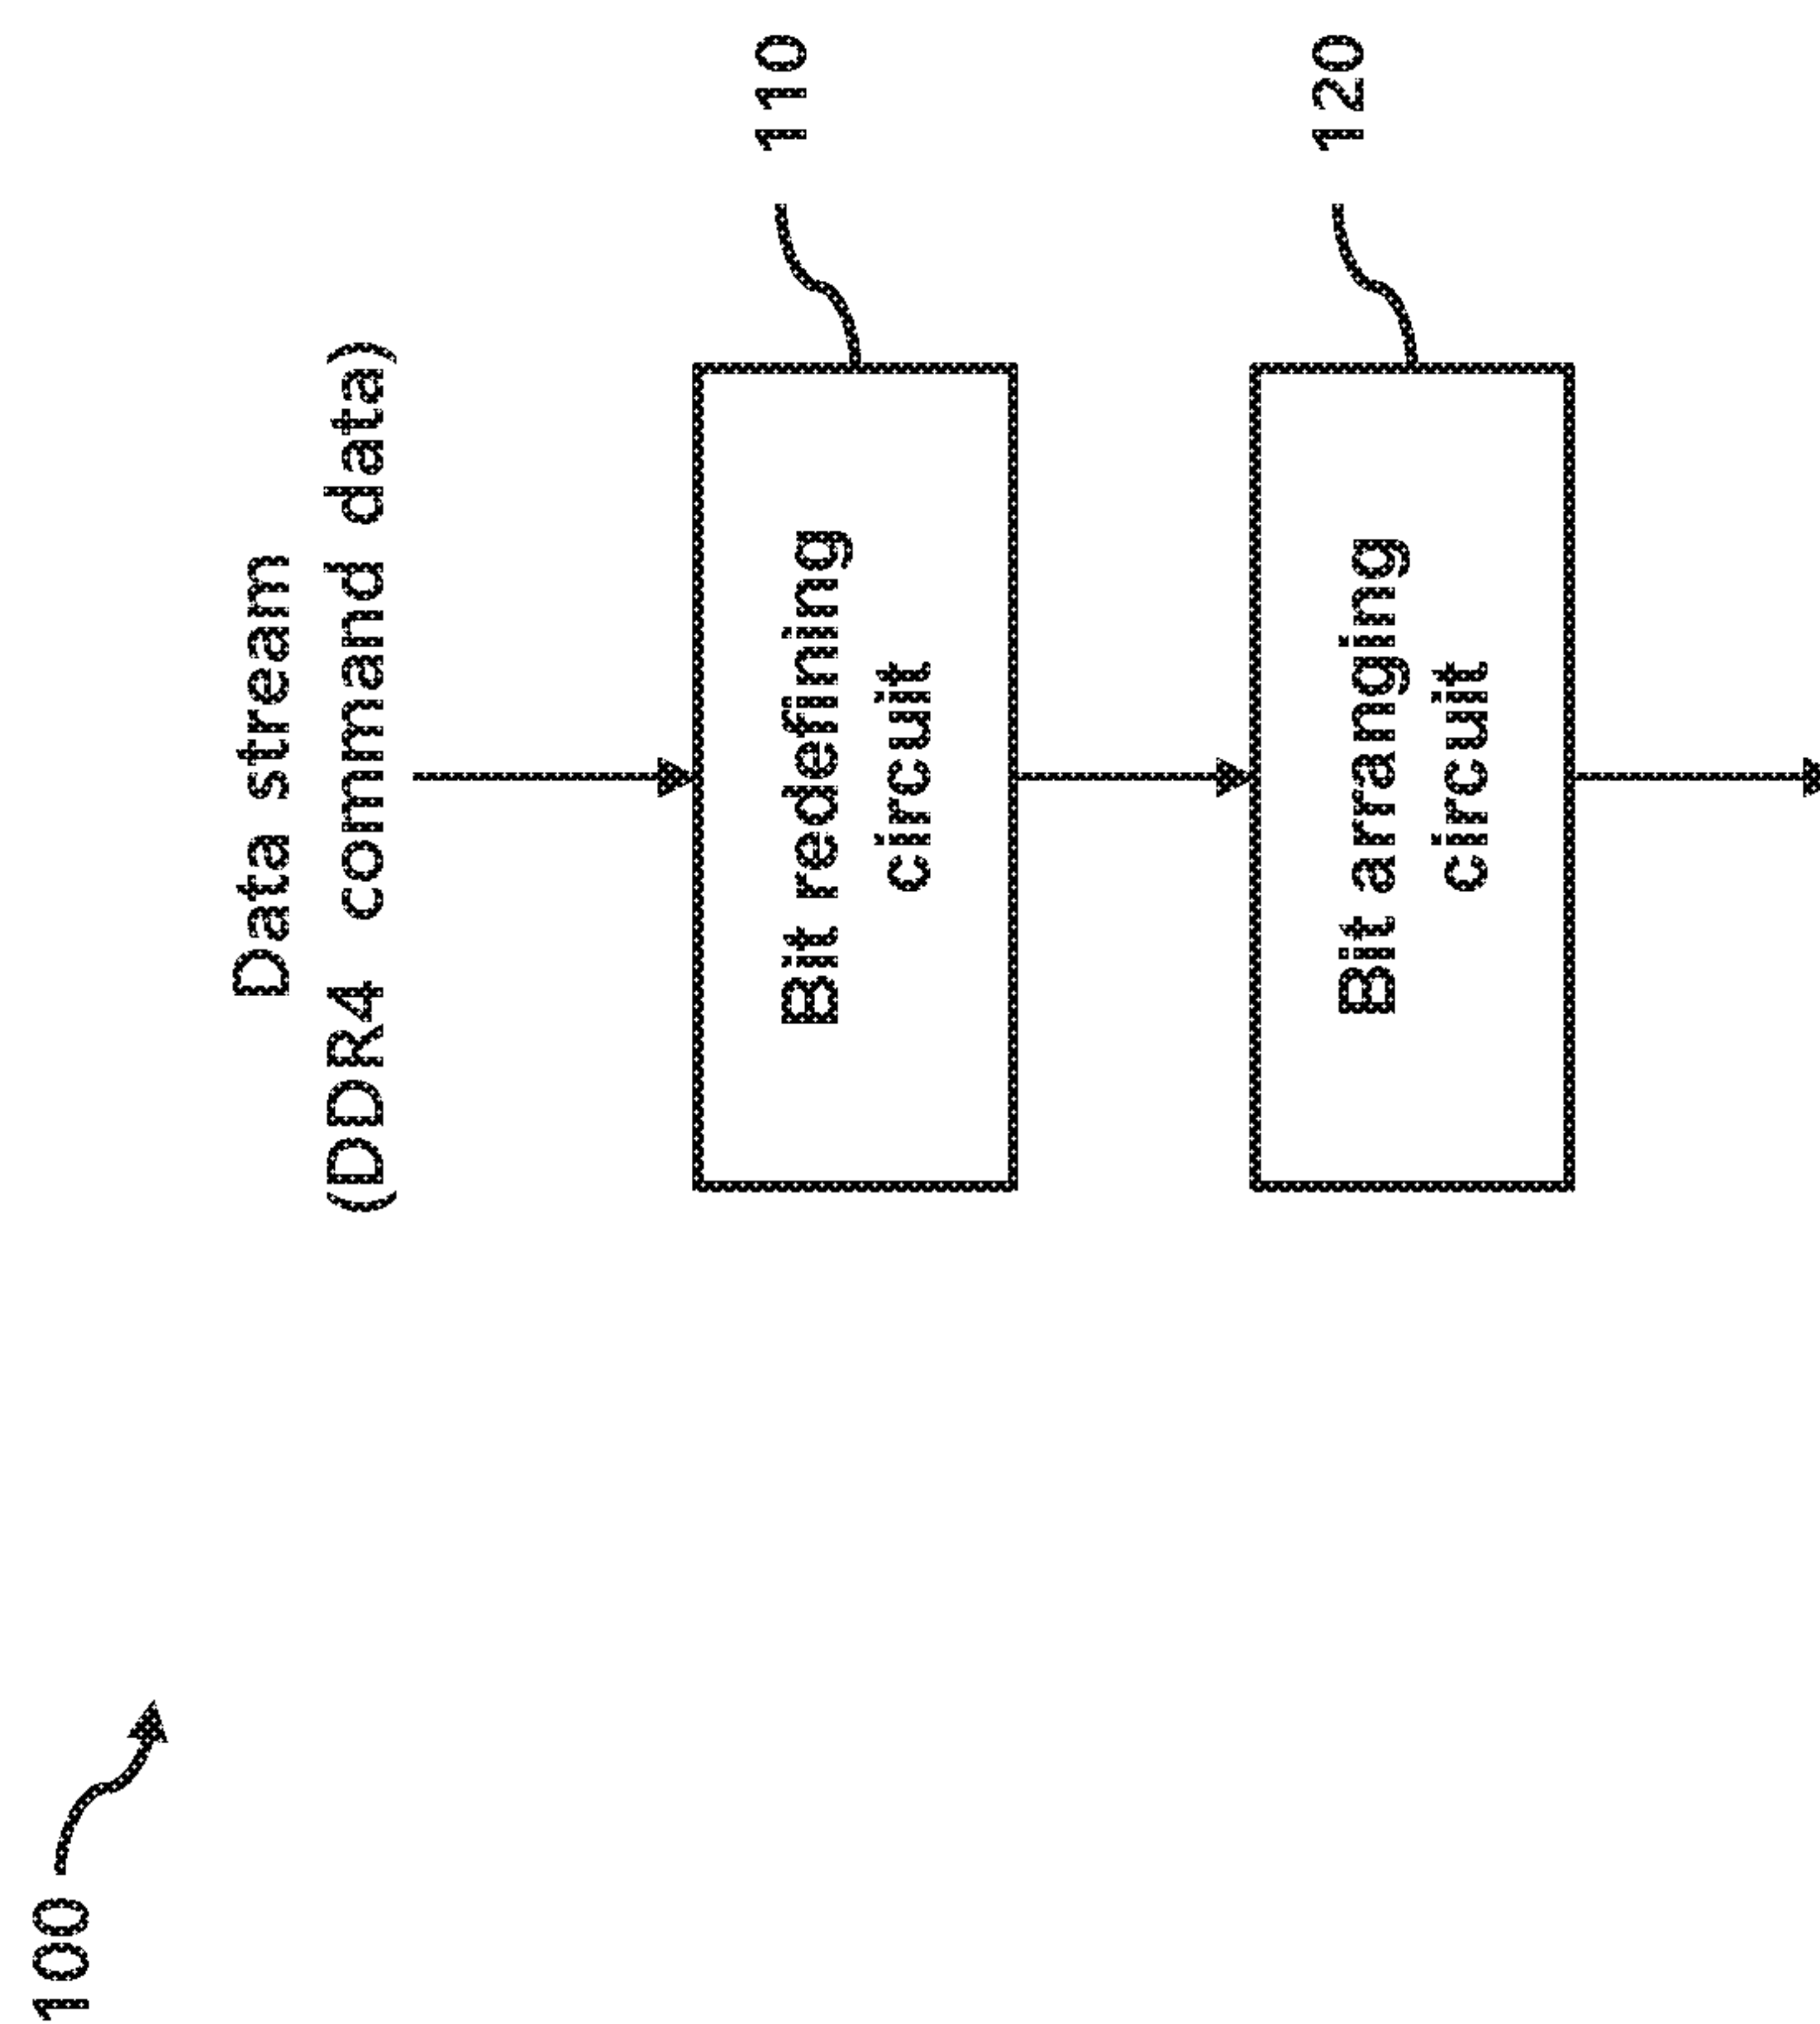 100
Data stream
(DDR4 command data)
110
Bit redefining
circuit
120
Bit arranging
circuit